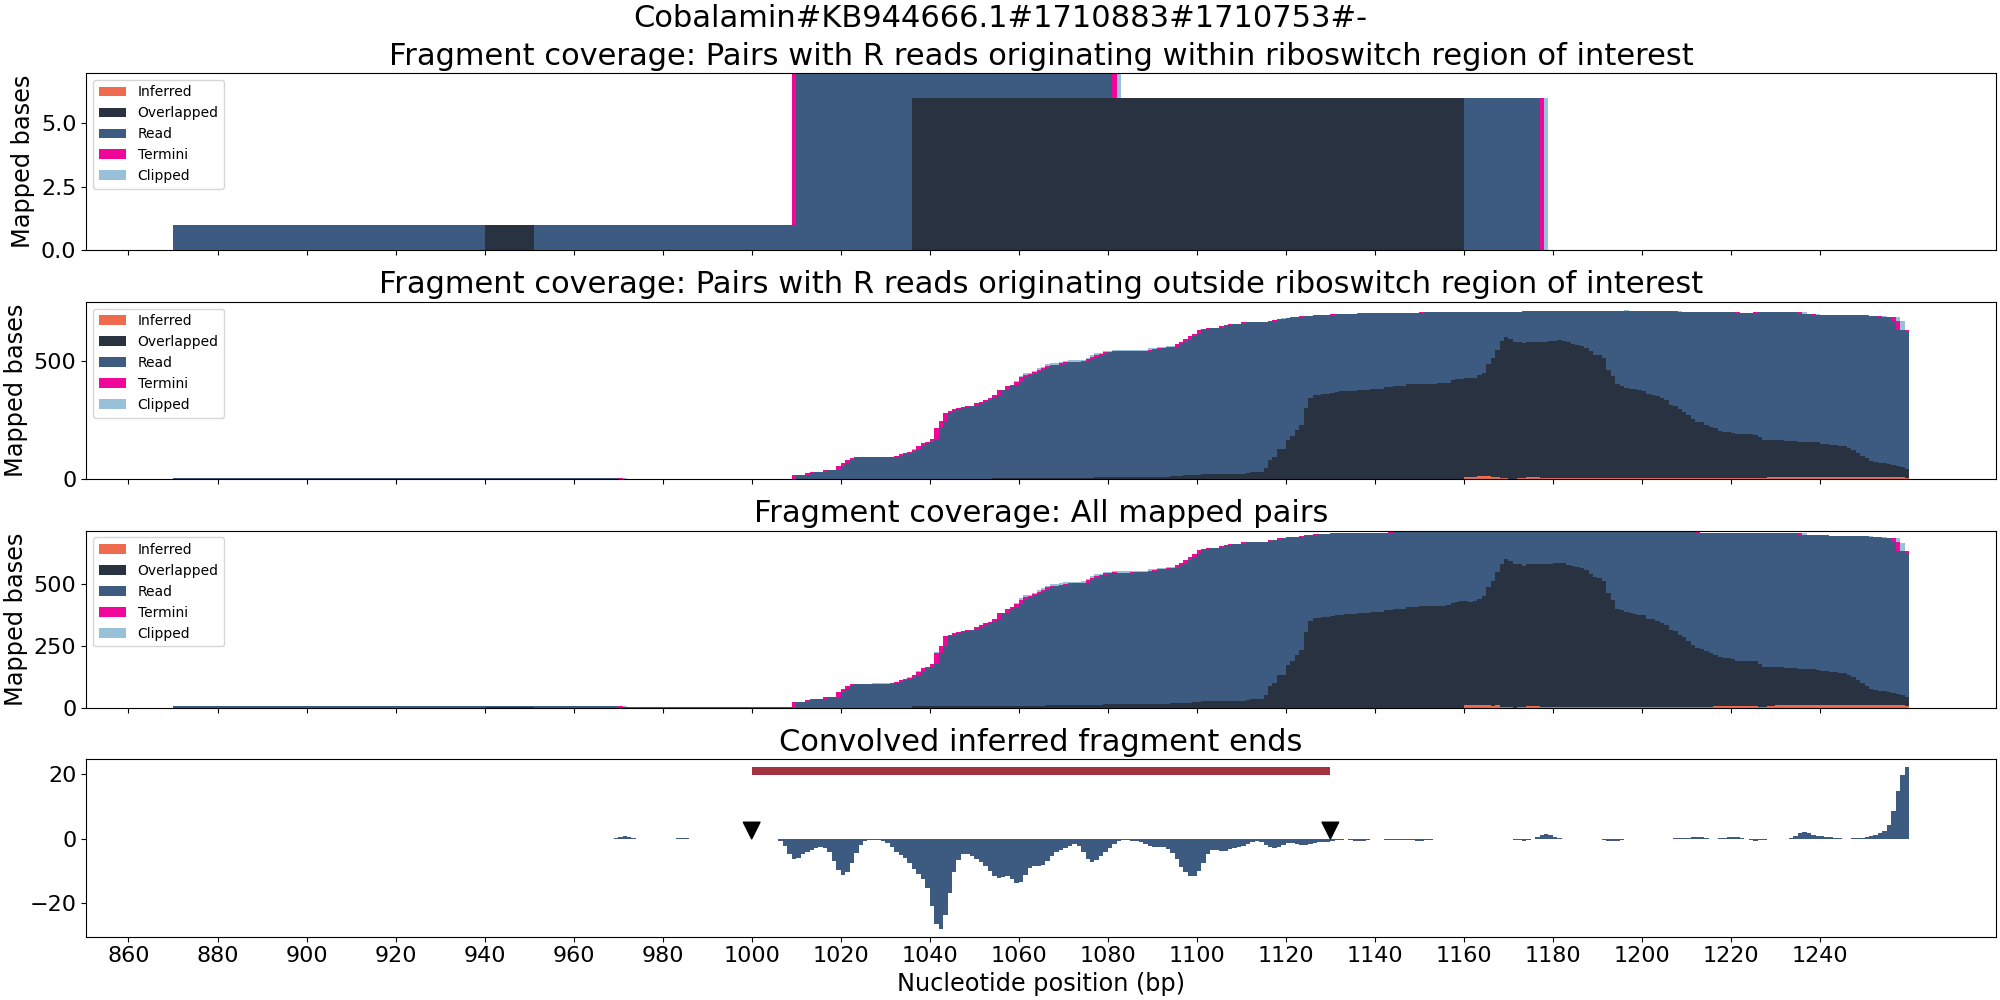 Cobalamin#KB944666.1#1710883#1710753#-
Fragment coverage: Pairs with R reads originating within riboswitch region of interest
Mapped bases
5.0
2.5
0.0
Inferred
Overlapped
Read
Termini
Clipped
Fragment coverage: Pairs with R reads originating outside riboswitch region of interest
Mapped bases
500
0
Inferred
Overlapped
Read
Termini
Clipped
Fragment coverage: All mapped pairs
Mapped bases
500
250
0
Inferred
Overlapped
Read
Termini
Clipped
Convolved inferred fragment ends
20
0
−20
860 880 900 920 940 960 980 1000 1020 1040 1060 1080 1100 1120 1140 1160 1180 1200 1220 1240
Nucleotide position (bp)